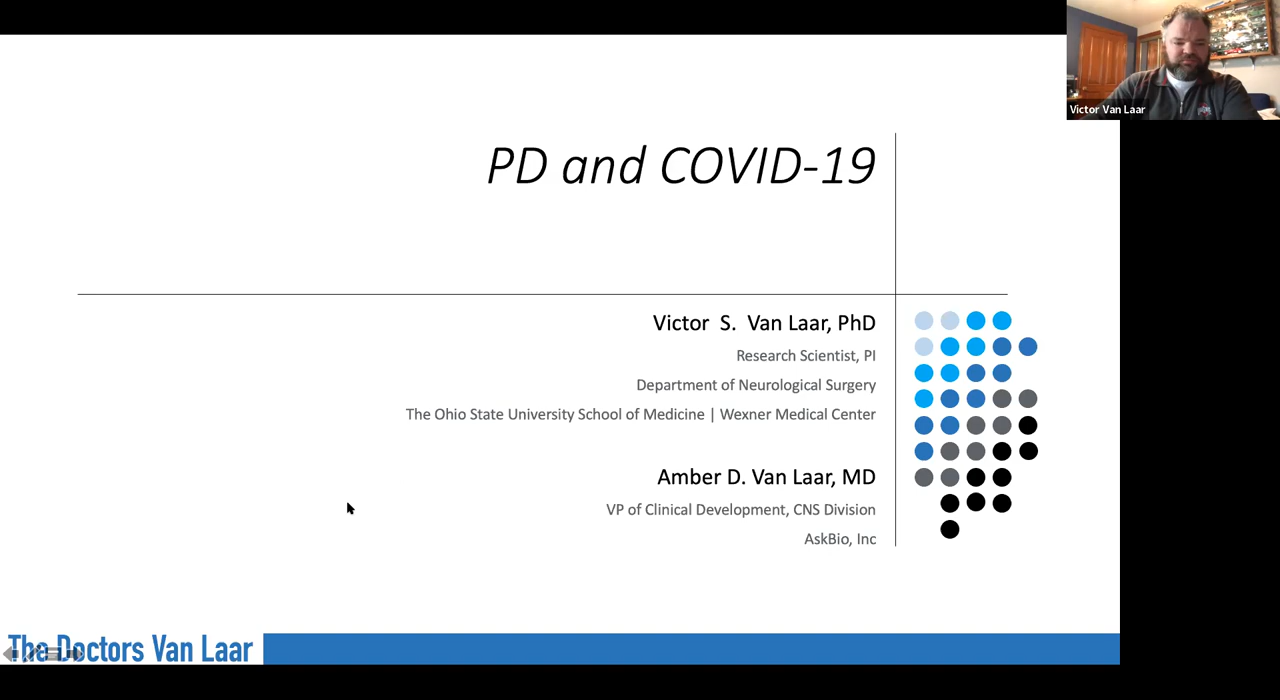 Victor Van Laar
PD and COVID-19
Victor S. Van Laar, PhD
Research Scientist, PI
Department of Neurological Surgery
The Ohio State University School of Medicine | Wexner Medical Center
Amber D. Van Laar, MD
VP of Clinical Development, CNS Division
AskBio, Inc
The Doctors Van Laar